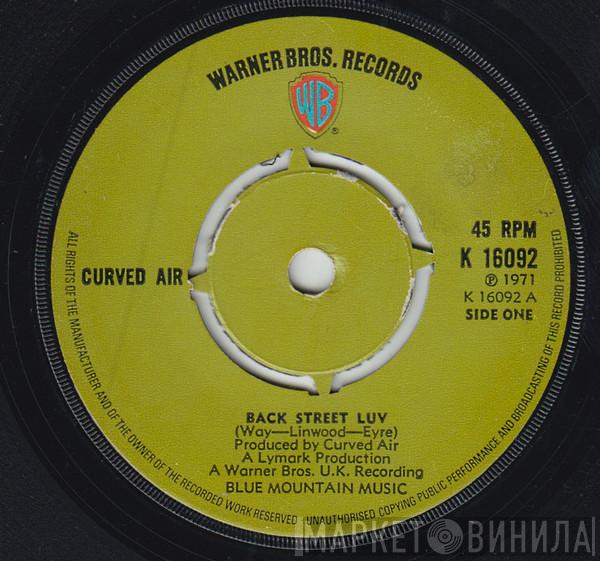 WARNER BROS. RECORDS
WB
®
CURVED AIR
45 RPM
K 16092
Ⓟ 1971
K 16092 A
SIDE ONE
BACK STREET LUV
(Way—Linwood—Eyre)
Produced by Curved Air
A Lymark Production
A Warner Bros. U.K. Recording
BLUE MOUNTAIN MUSIC
ALL RIGHTS OF THE MANUFACTURER AND OF THE OWNER OF THE RECORDED WORK RESERVED - UNAUTHORISED COPYING PUBLIC PERFORMANCE AND BROADCASTING OF THIS RECORD PROHIBITED
МАРКЕТ ВИНИЛА